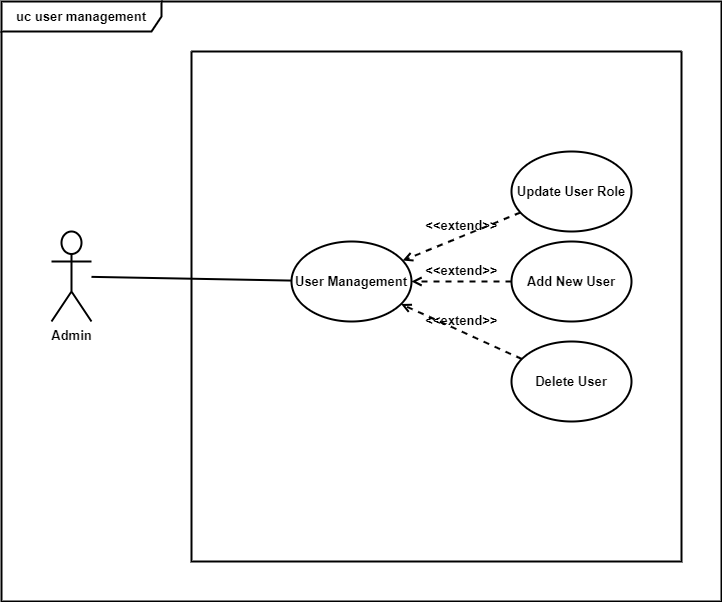 uc user management
Update User Role
<<extend>>
<<extend>>
User Management
Add New User
<<extend>>
Admin
Delete User